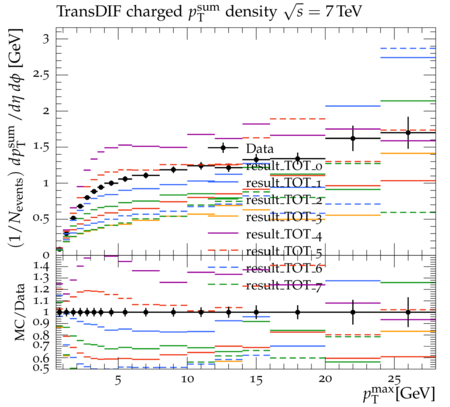 TransDIF charged p_T^sum density √s = 7 TeV
(1/N_events) dp_T^sum/dη dϕ [GeV]
3
2.5
2
1.5
1
0.5
0
Data
result_TOT_0
result_TOT_1
result_TOT_2
result_TOT_3
result_TOT_4
result_TOT_5
result_TOT_6
result_TOT_7
MC/Data
1.4
1.3
1.2
1.1
1
0.9
0.8
0.7
0.6
0.5
5 10 15 20 25
p_T^max [GeV]